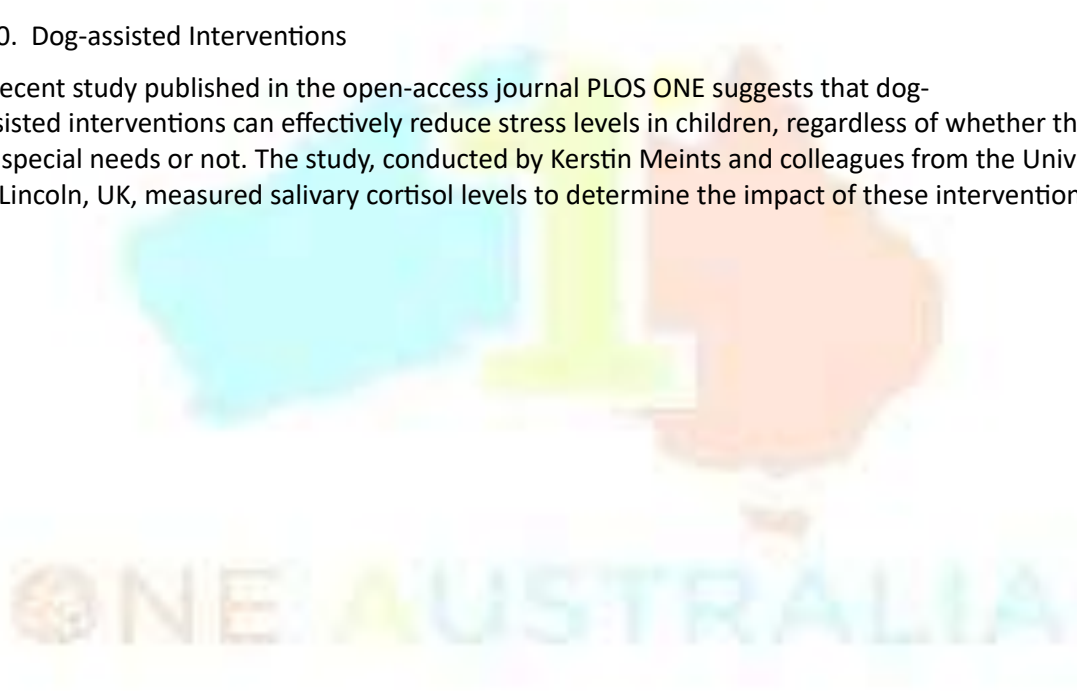 0. Dog-assisted Interventions
ecent study published in the open-access journal PLOS ONE suggests that dog-
sisted interventions can effectively reduce stress levels in children, regardless of whether th
special needs or not. The study, conducted by Kerstin Meints and colleagues from the Univ
Lincoln, UK, measured salivary cortisol levels to determine the impact of these intervention
ONE AUSTRALIA